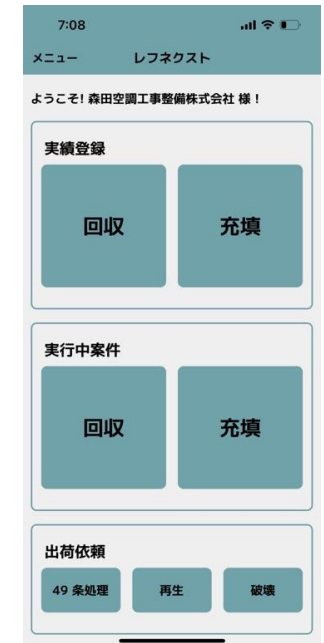 7:08
メニュー レフネクスト
ようこそ! 森田空調工事整備株式会社 様！
実績登録
回収 充填
実行中案件
回収 充填
出荷依頼
49 条処理 再生 破壊